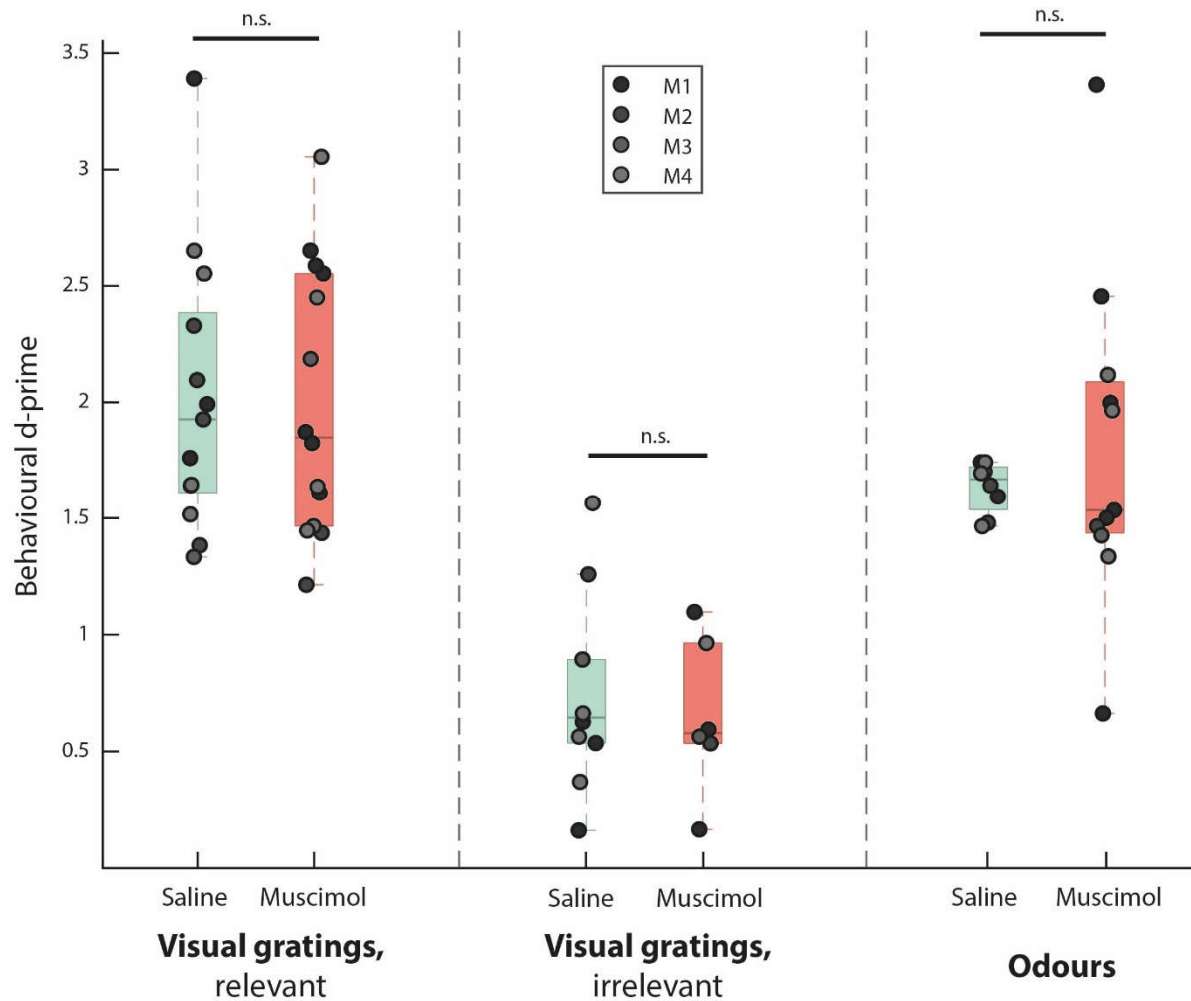 n.s.
n.s.
3.5
3
2.5
2
1.5
1
0.5
Behavioural d-prime
M1
M2
M3
M4
n.s.
Saline Muscimol
Saline Muscimol
Saline Muscimol
Visual gratings,
relevant
Visual gratings,
irrelevant
Odours